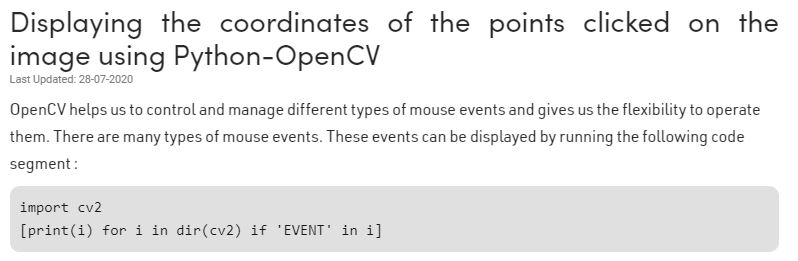 Displaying the coordinates of the points clicked on the
image using Python-OpenCV
Last Updated: 28-07-2020
OpenCV helps us to control and manage different types of mouse events and gives us the flexibility to operate
them. There are many types of mouse events. These events can be displayed by running the following code
segment :
import cv2
[print(i) for i in dir(cv2) if 'EVENT' in i]